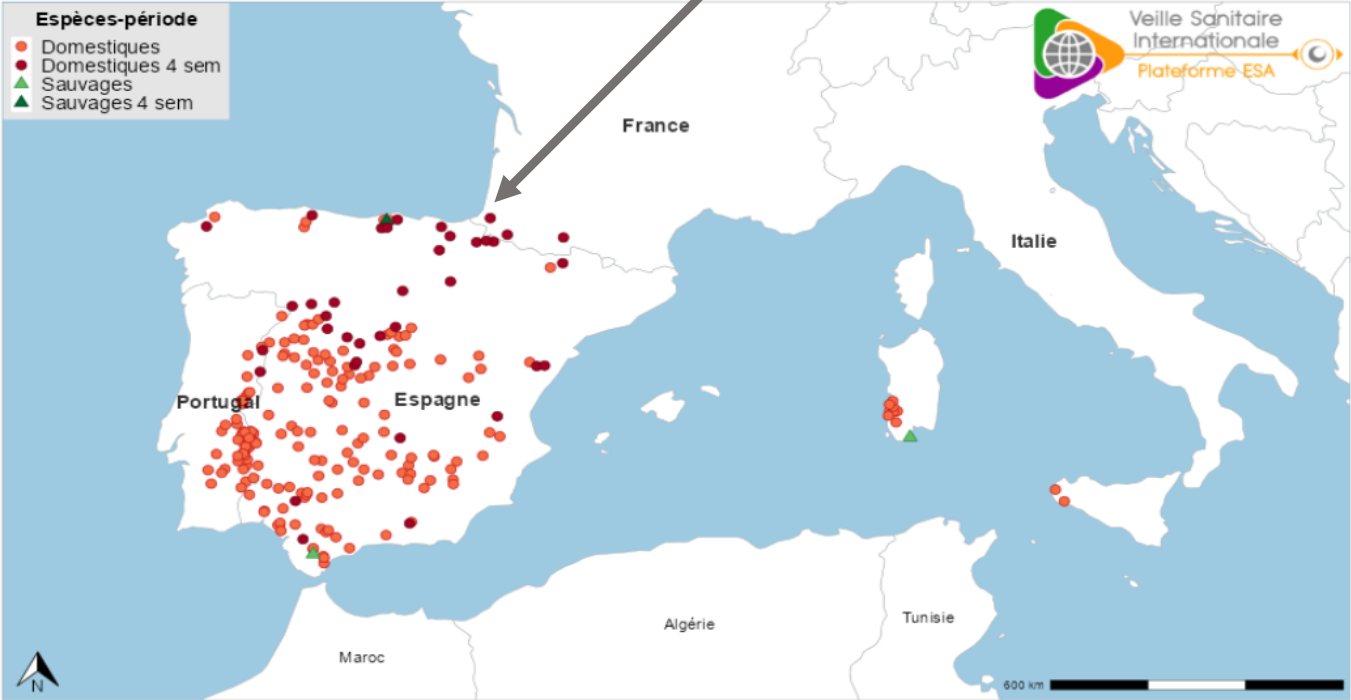 Espèces-période
Domestiques
Domestiques 4 sem
Sauvages
Sauvages 4 sem
Veille Sanitaire
Internationale
Plateforme ESA
France
Italie
Portugal
Espagne
Algérie
Tunisie
Maroc
N
600 km